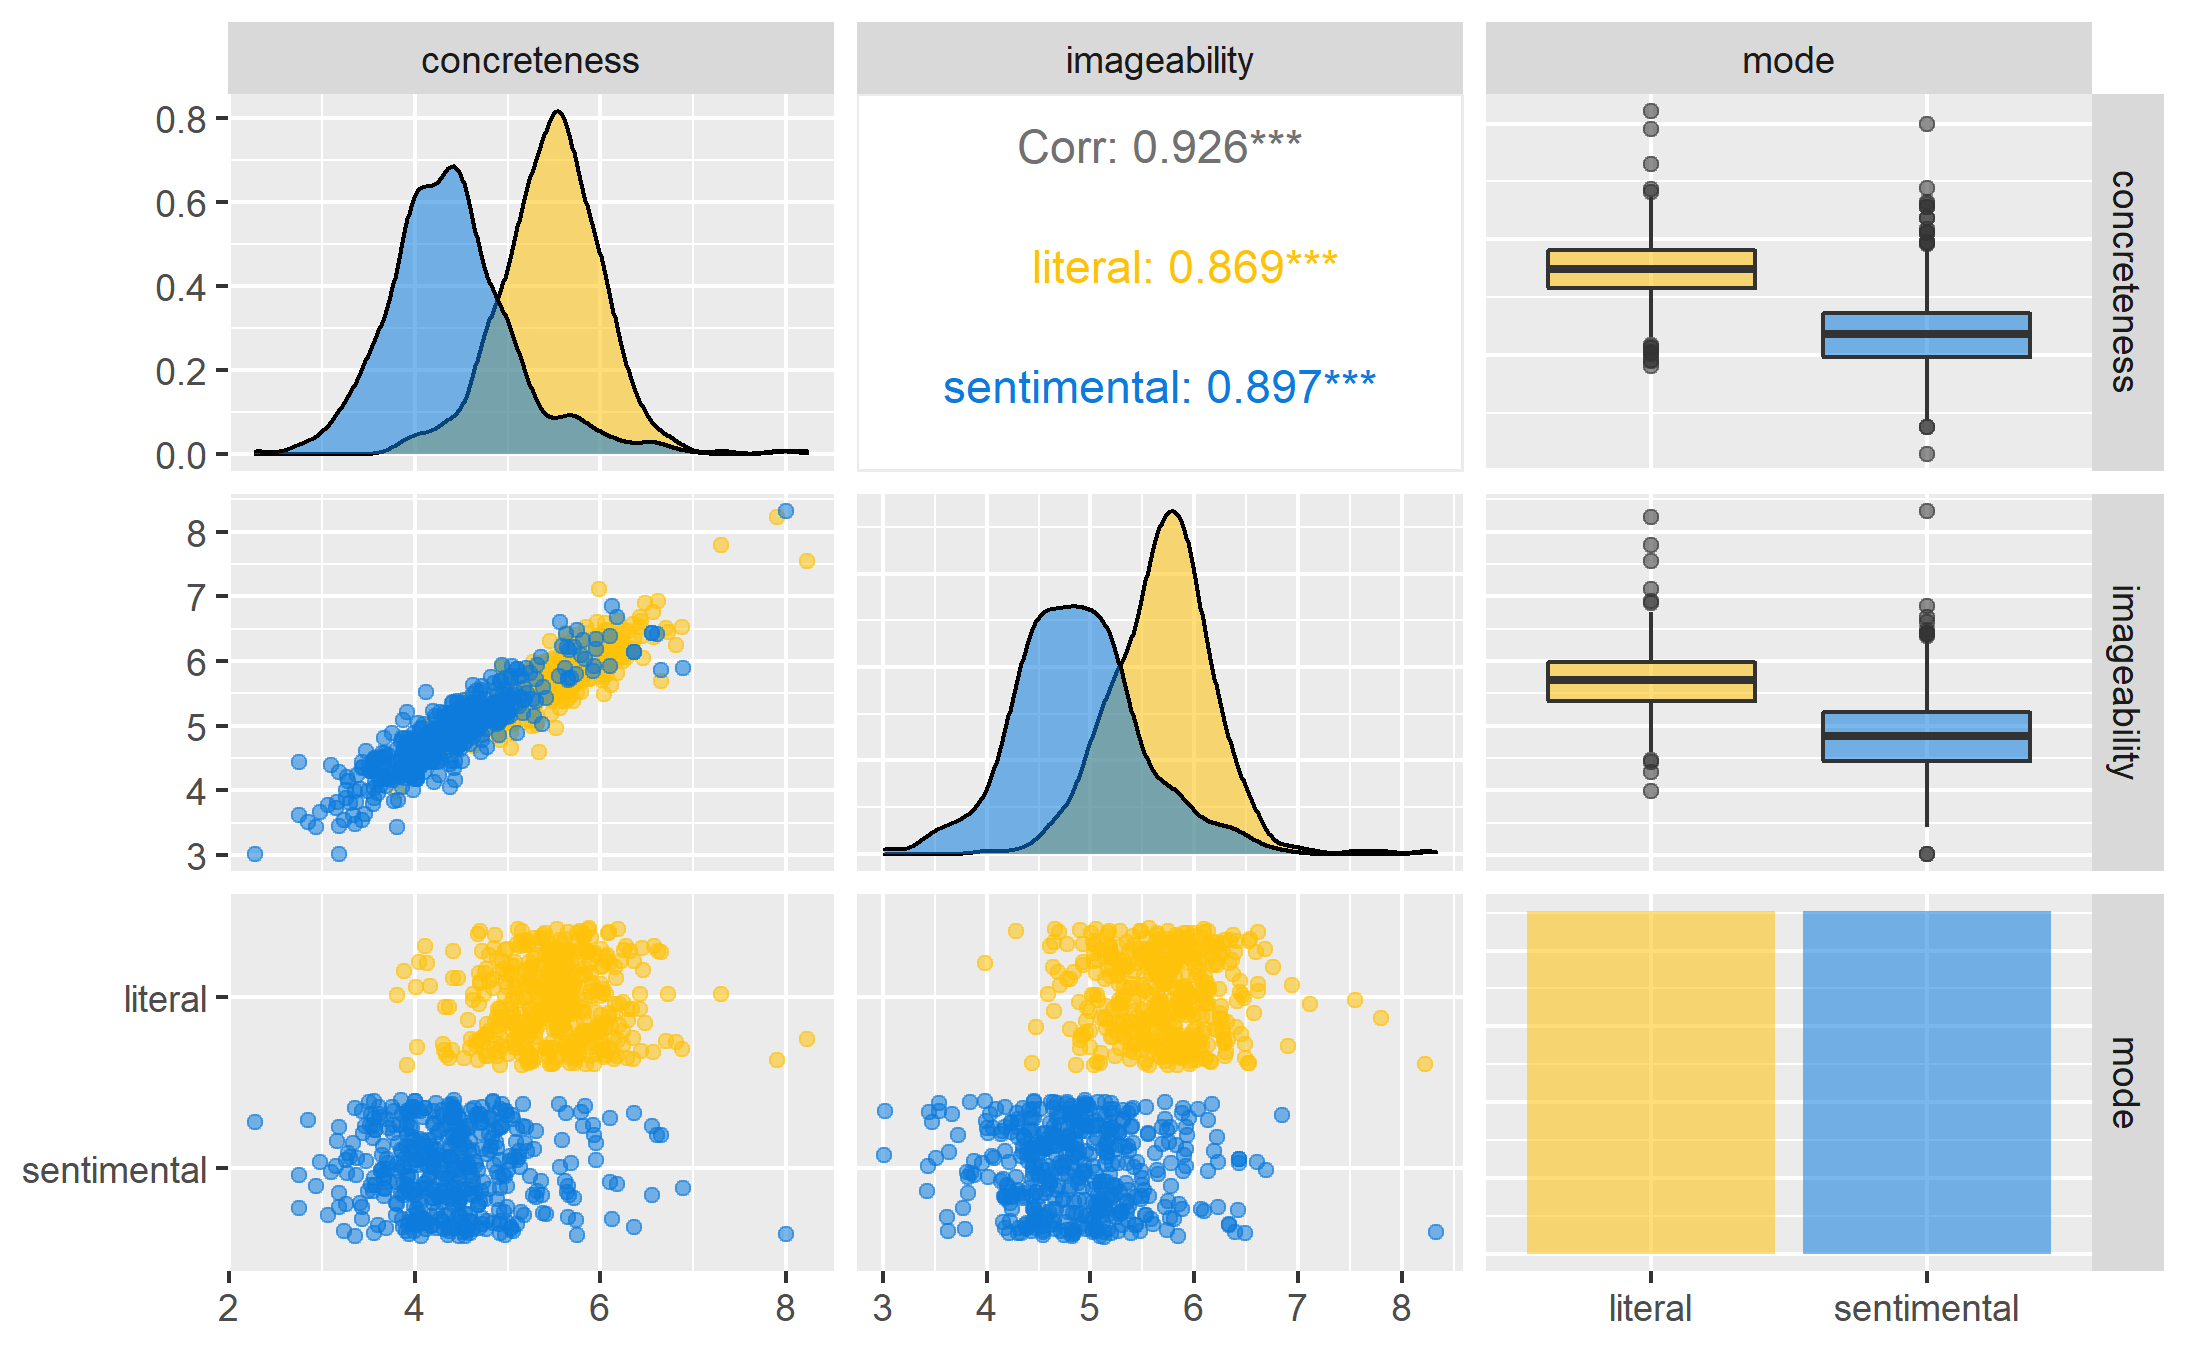 concreteness
imageability
mode
0.8
0.6
0.4
0.2
0.0
Corr: 0.926***
literal: 0.869***
sentimental: 0.897***
concreteness
8
7
6
5
4
3
imageability
literal
sentimental
mode
2
4
6
8
3
4
5
6
7
8
literal
sentimental